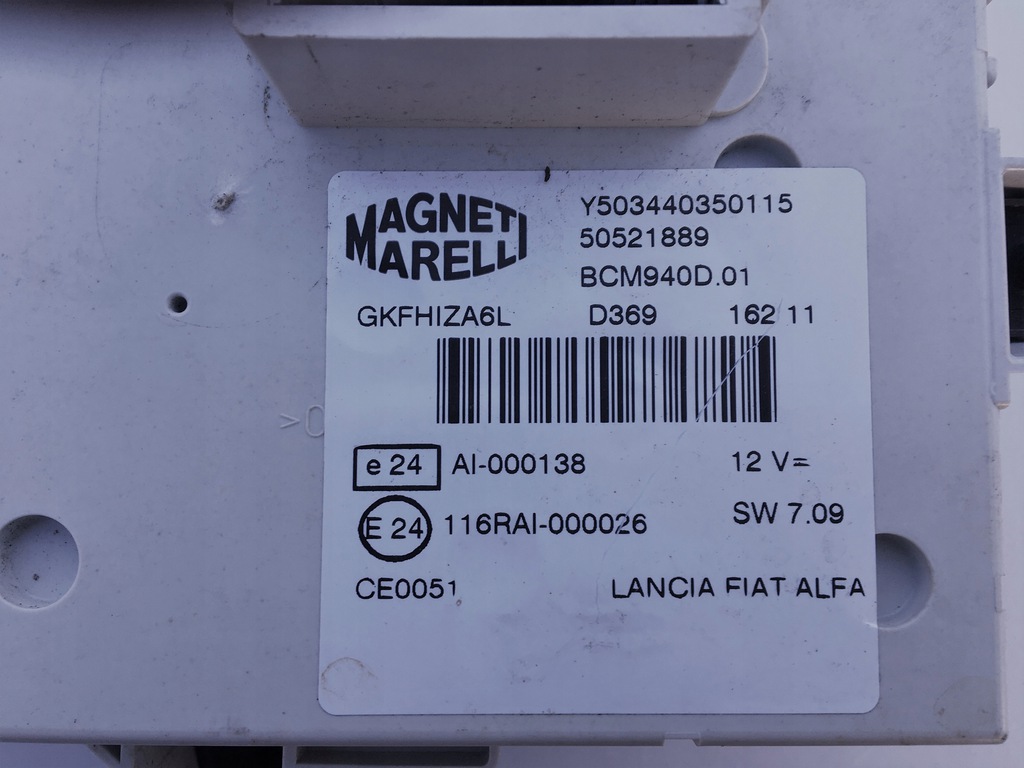 MAGNETI
MARELLI
Y503440350115
50521889
BCM940D.01
GKFHIZA6L D369 162 11
e 24 AI-000138 12 V=
E 24 116RAI-000026 SW 7.09
CE0051 LANCIA FIAT ALFA